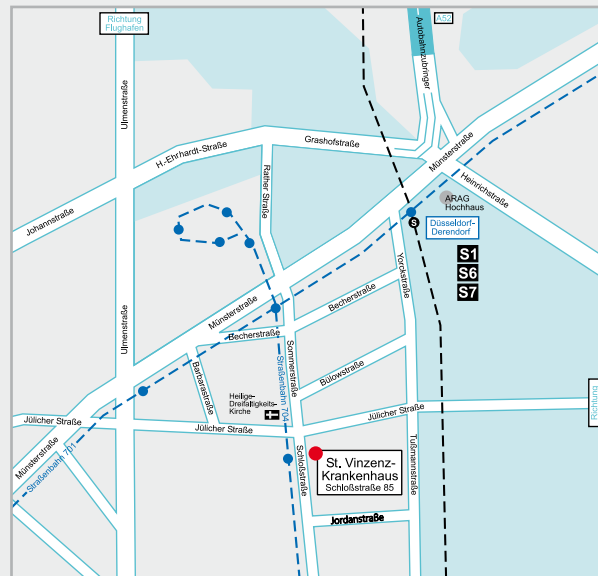 Richtung
Flughafen
A52
Autobahnzubringer
Ulmenstraße
H.-Ehrhardt-Straße
Grashofstraße
Münsterstraße
Rather Straße
Heinrichstraße
Johannstraße
ARAG
Hochhaus
S
Düsseldorf-
Derendorf
S1
S6
S7
Yorckstraße
Münsterstraße
Becherstraße
Ulmenstraße
Becherstraße
Sommerstraße
Straßenbahn 704
Barbarastraße
Bülowstraße
Heilige-
Dreifaltigkeits-
Kirche
Richtung
Jülicher Straße
Jülicher Straße
Jülicher Straße
Münsterstraße
Straßenbahn 701
Schloßstraße
Tußmannstraße
St. Vinzenz-
Krankenhaus
Schloßstraße 85
Jordanstraße